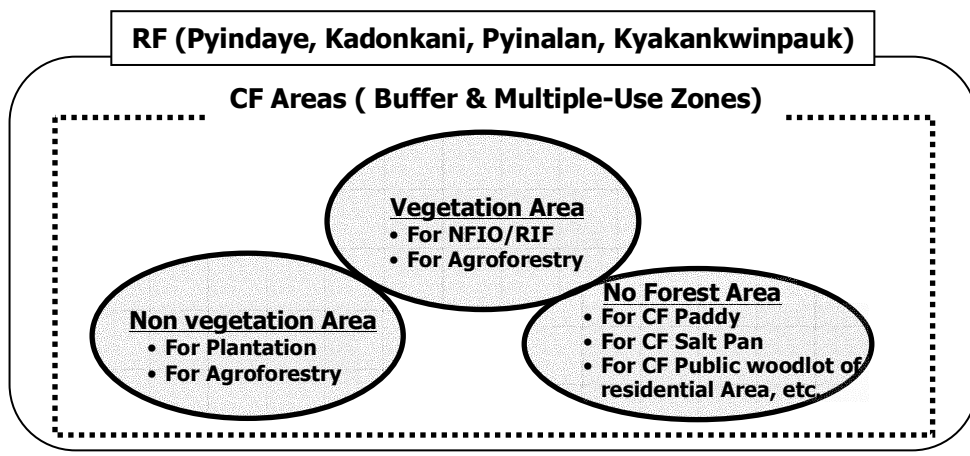 RF (Pyindaye, Kadonkani, Pyinalan, Kyakankwinpauk)
CF Areas ( Buffer & Multiple-Use Zones)
Vegetation Area
• For NFIO/RIF
• For Agroforestry
Non vegetation Area
• For Plantation
• For Agroforestry
No Forest Area
• For CF Paddy
• For CF Salt Pan
• For CF Public woodlot of
residential Area, etc.